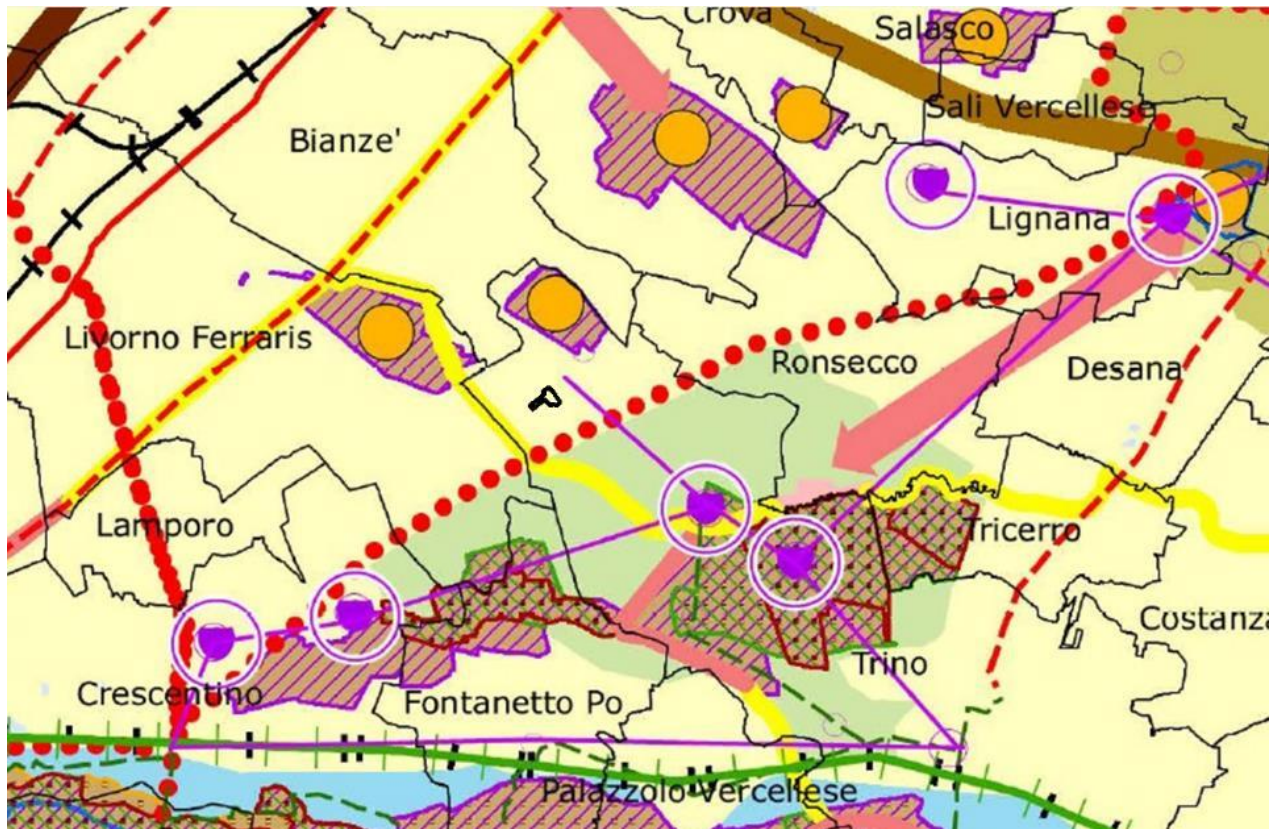 Crova
Salasco
Sali Vercellese
Bianze'
Lignana
Livorno Ferraris
Ronsecco
Desana
Lamporo
Tricerro
Costanza
Trino
Crescentino
Fontanetto Po
Palazzolo Vercellese